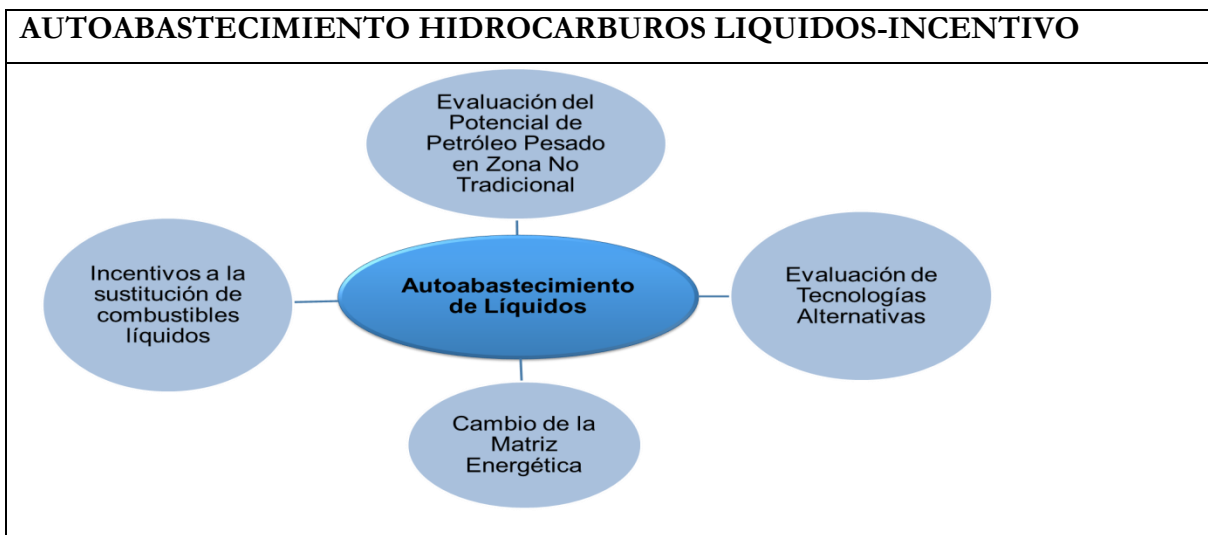 AUTOABASTECIMIENTO HIDROCARBUROS LIQUIDOS-INCENTIVO
Evaluación del
Potencial de
Petróleo Pesado
en Zona No
Tradicional
Incentivos a la
sustitución de
combustibles
líquidos
Autoabastecimiento
de Líquidos
Evaluación de
Tecnologías
Alternativas
Cambio de la
Matriz
Energética